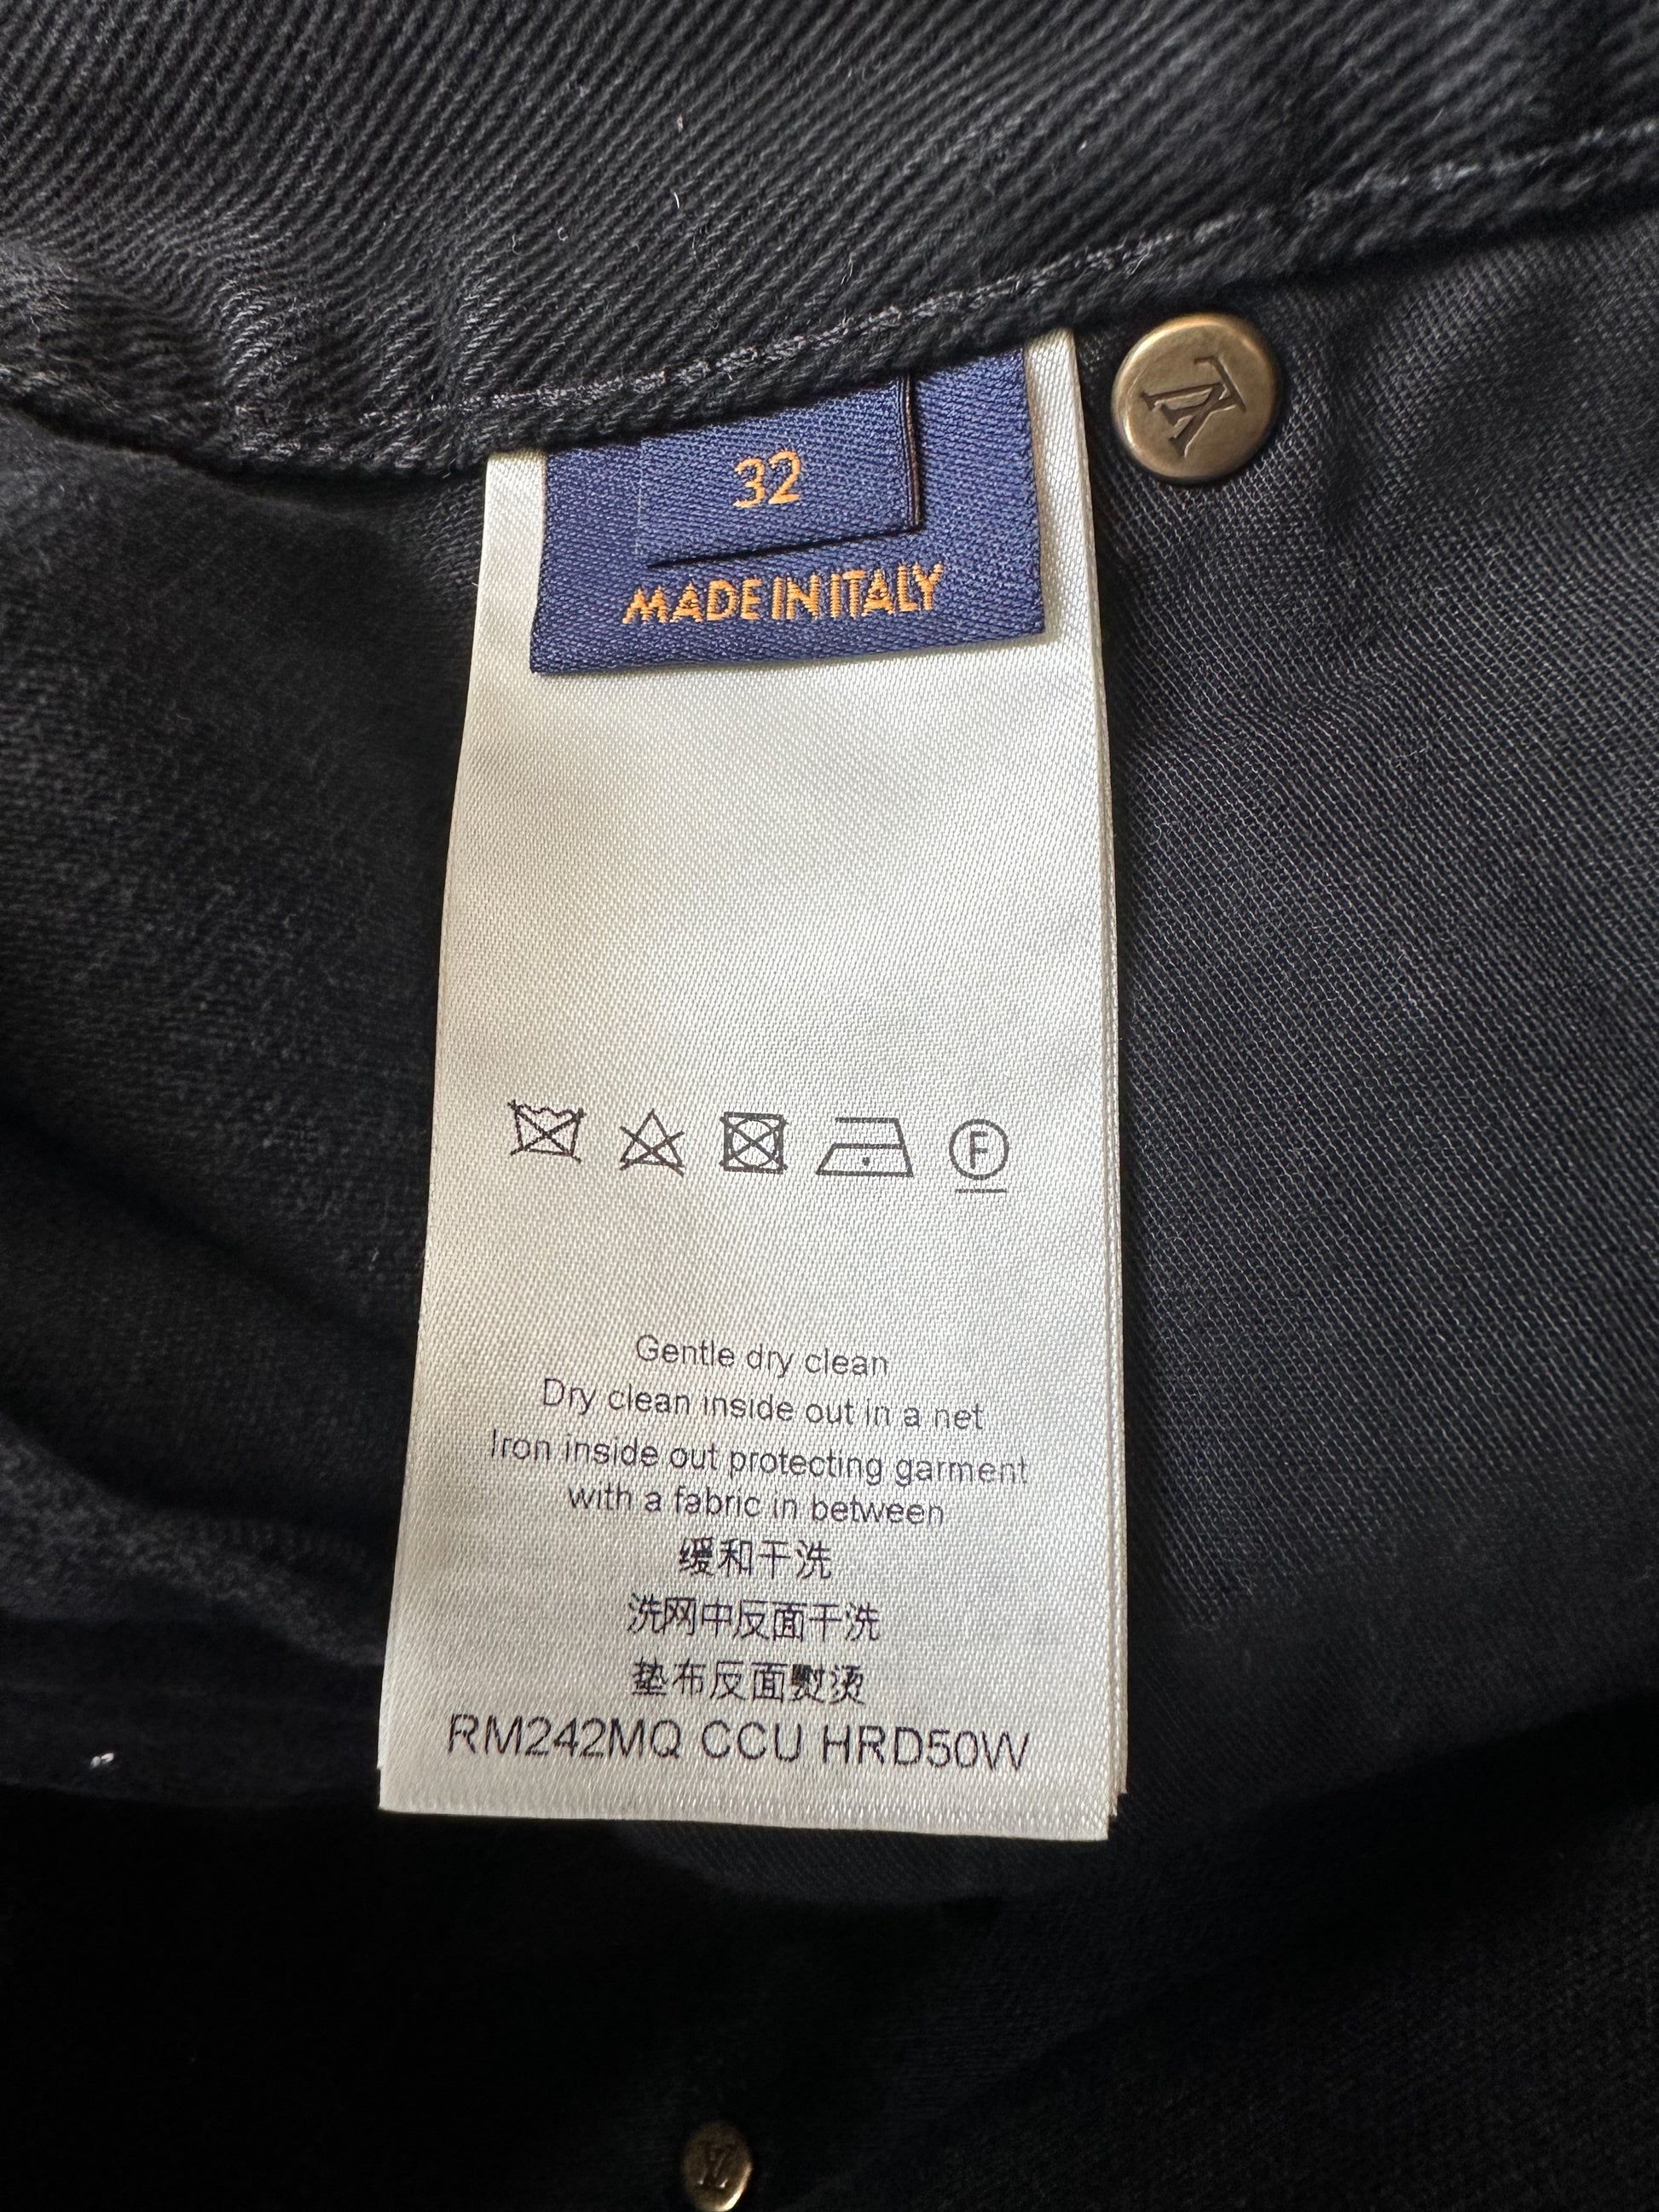 32
MADE IN ITALY
LV
F
Gentle dry clean
Dry clean inside out in a net
Iron inside out protecting garment
with a fabric in between
缓和干洗
洗网中反面干洗
垫布反面熨烫
RM242MQ CCU HRD50W
LV